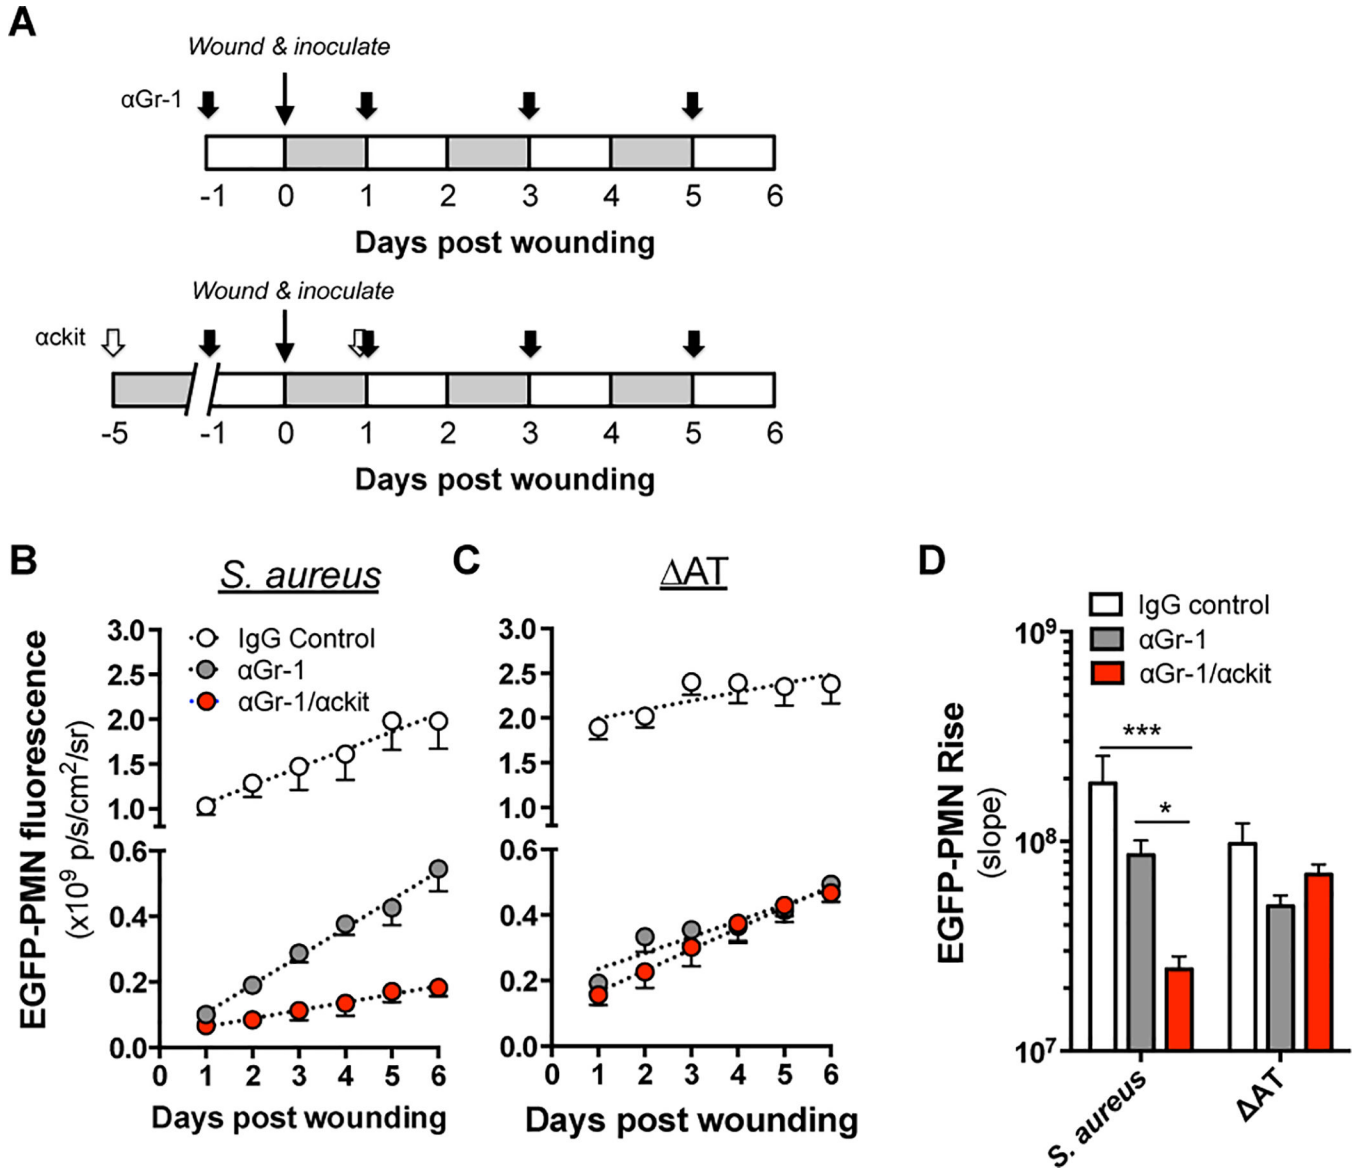 A
Wound & inoculate
αGr-1
-1 0 1 2 3 4 5 6
Days post wounding
Wound & inoculate
αckit
-5 -1 0 1 2 3 4 5 6
Days post wounding
B
S. aureus
EGFP-PMN fluorescence
(x10⁹ p/s/cm²/sr)
3.0
2.5
2.0
1.5
1.0
0.6
0.4
0.2
0.0
IgG Control
αGr-1
αGr-1/αckit
0 1 2 3 4 5 6
Days post wounding
C
ΔAT
3.0
2.5
2.0
1.5
1.0
0.6
0.4
0.2
0.0
0 1 2 3 4 5 6
Days post wounding
D
IgG control
αGr-1
αGr-1/αckit
EGFP-PMN Rise
(slope)
10⁹
10⁸
10⁷
***
*
S. aureus
ΔAT